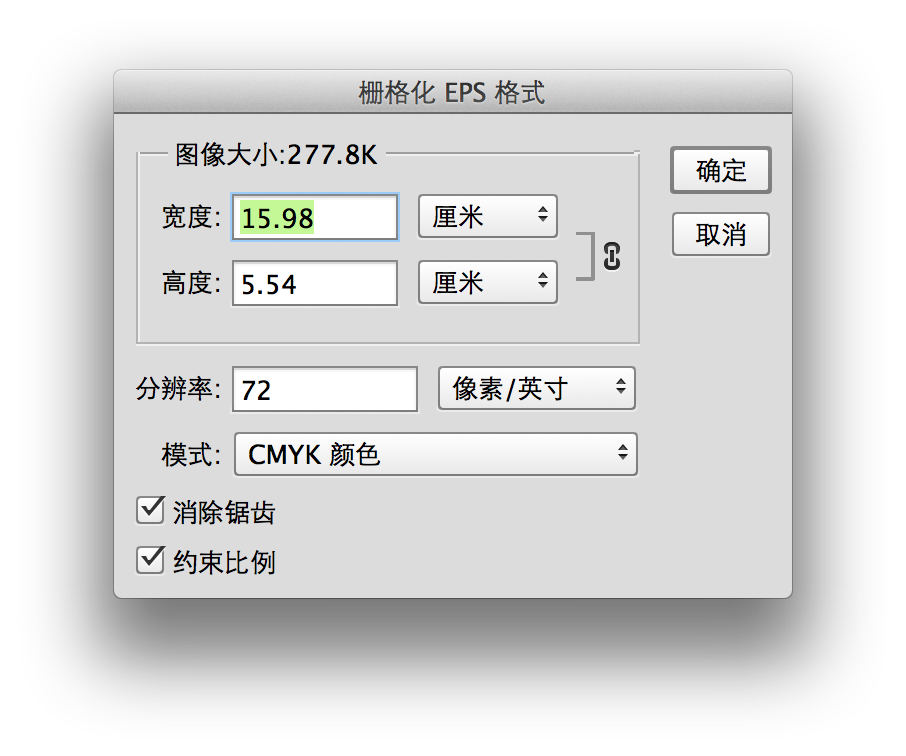 栅格化 EPS 格式
图像大小:277.8K
确定
宽度: 15.98 厘米
取消
高度: 5.54 厘米
分辨率: 72 像素/英寸
模式: CMYK 颜色
消除锯齿
约束比例